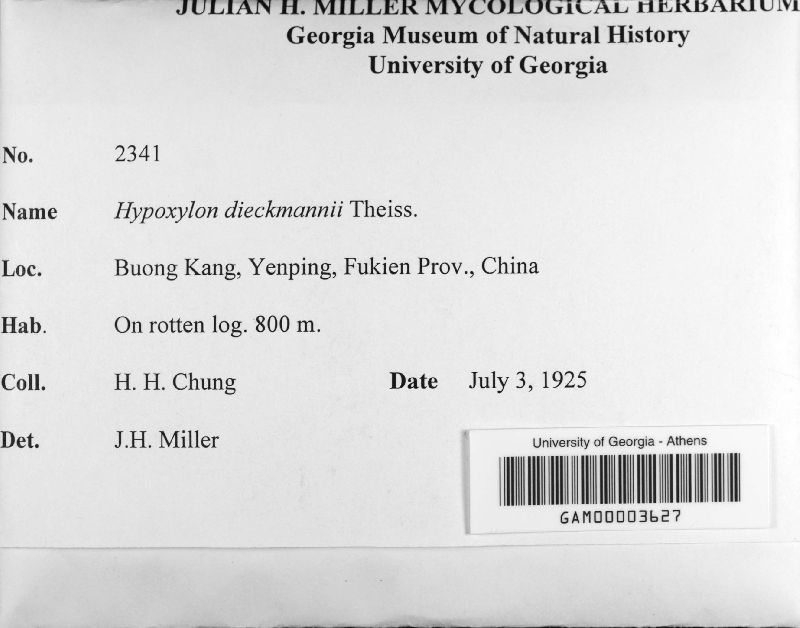 JULIAN H. MILLER MYCOLOGICAL HERBARIUM
Georgia Museum of Natural History
University of Georgia
No. 2341
Name Hypoxylon dieckmannii Theiss.
Loc. Buong Kang, Yenping, Fukien Prov., China
Hab. On rotten log. 800 m.
Coll. H. H. Chung Date July 3, 1925
Det. J.H. Miller
University of Georgia - Athens
GAM00003627